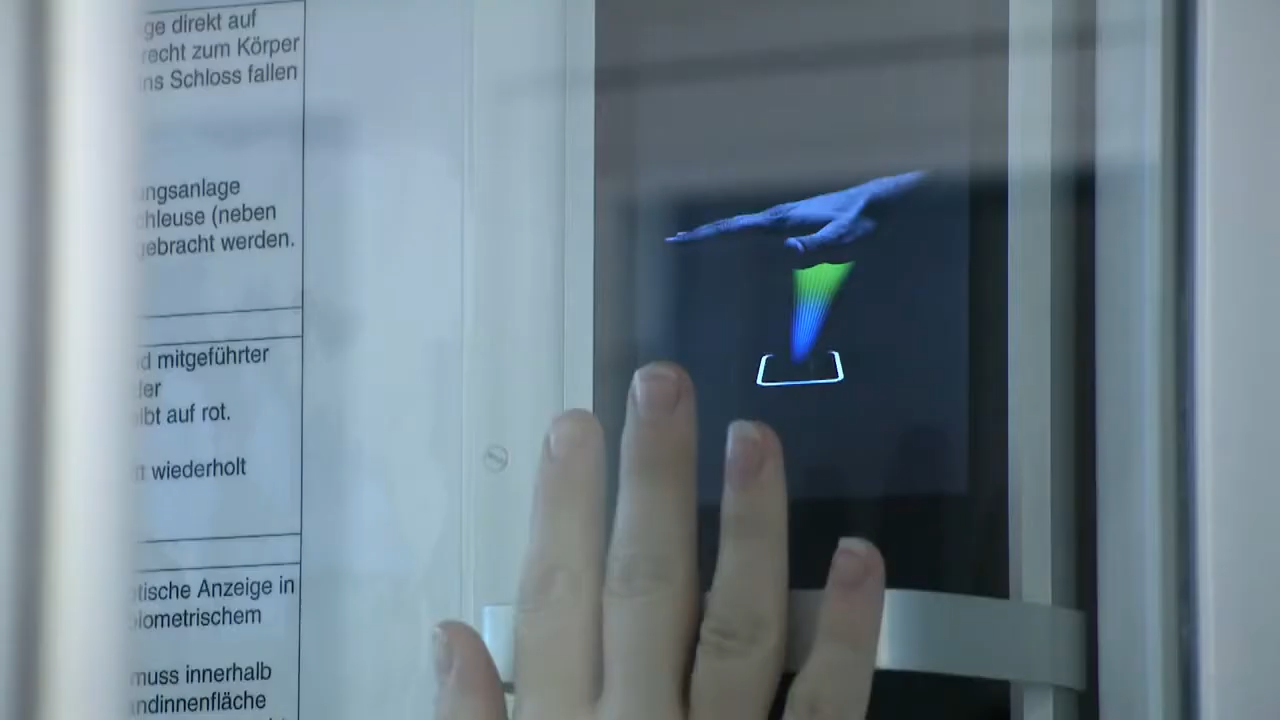 ge direkt auf
recht zum Körper
ns Schloss fallen
ngsanlage
chleuse (neben
gebracht werden.
d mitgeführter
der
ibt auf rot.
t wiederholt
tische Anzeige in
iometrischem
muss innerhalb
ndinnenfläche